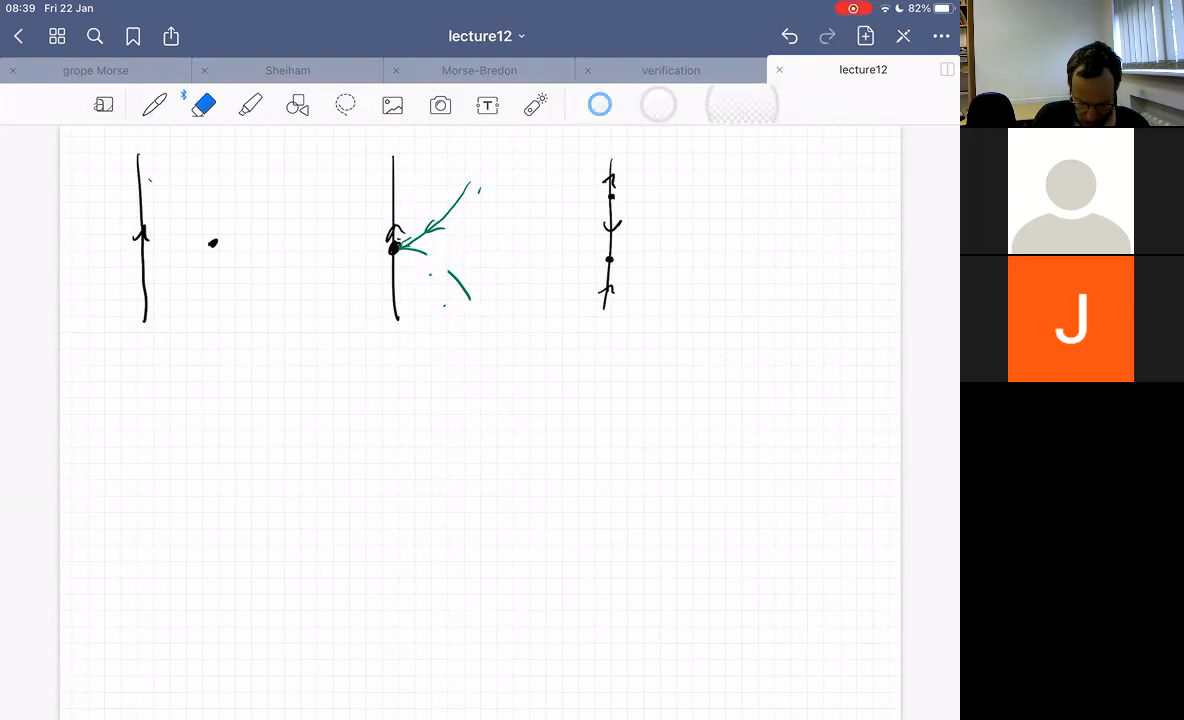 08:39 Fri 22 Jan
82%
lecture12
grope Morse
Sheiham
Morse-Bredon
verification
lecture12
T
J